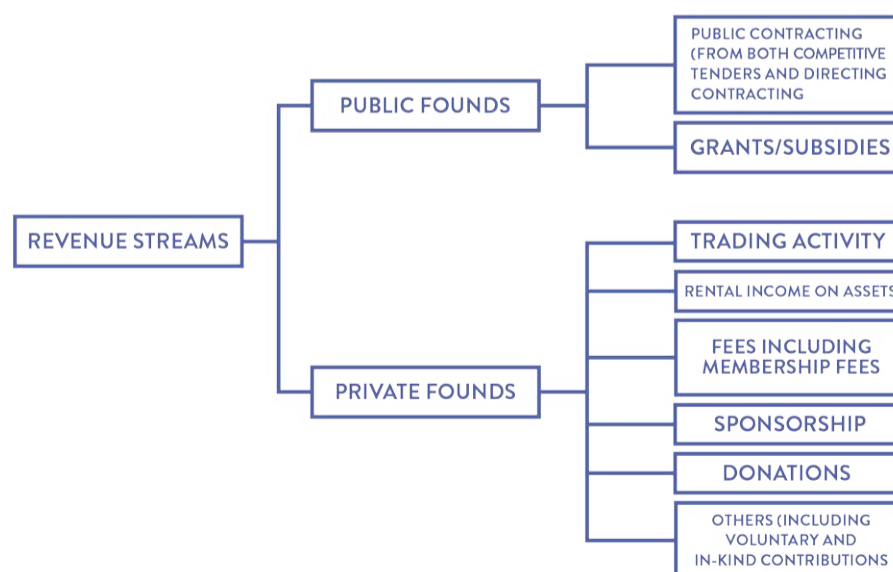 REVENUE STREAMS
PUBLIC FOUNDS
PUBLIC CONTRACTING
(FROM BOTH COMPETITIVE
TENDERS AND DIRECTING
CONTRACTING
GRANTS/SUBSIDIES
PRIVATE FOUNDS
TRADING ACTIVITY
RENTAL INCOME ON ASSETS
FEES INCLUDING
MEMBERSHIP FEES
SPONSORSHIP
DONATIONS
OTHERS (INCLUDING
VOLUNTARY AND
IN-KIND CONTRIBUTIONS